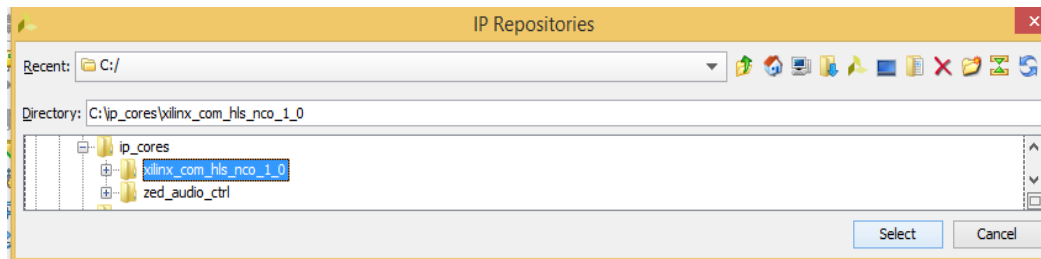 IP Repositories
Recent: C:/
Directory: C:\ip_cores\xilinx_com_hls_nco_1_0
ip_cores
xilinx_com_hls_nco_1_0
zed_audio_ctrl
Select Cancel